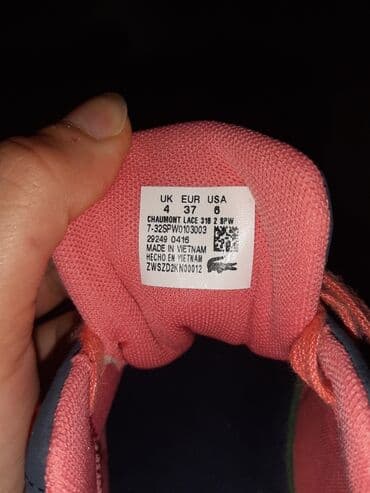 UK EUR USA
4 37 6
CHAUMONT LACE 318 2 SPW
7-32SPW0103003
29249 0416
MADE IN VIETNAM
HECHO EN VIETNAM
ZWSZD2KN00012